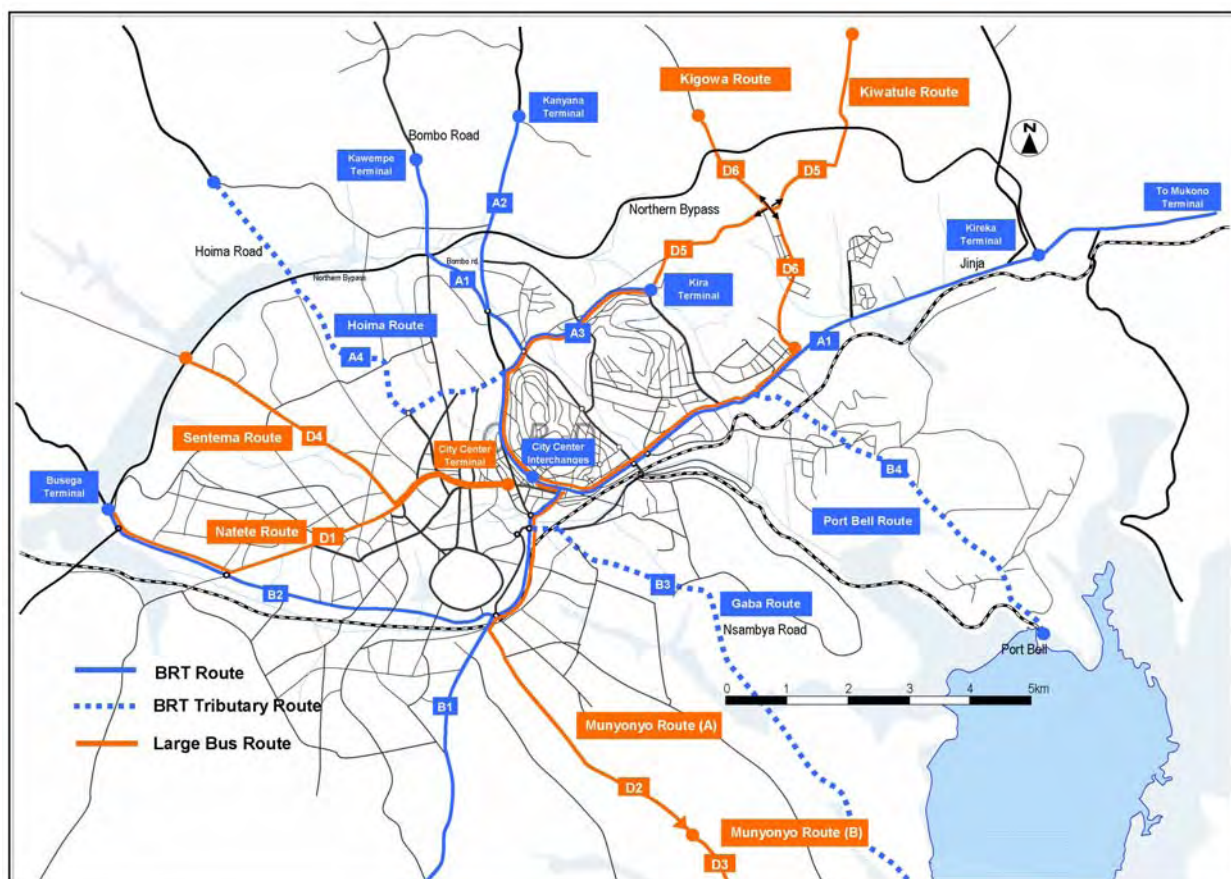 Kigowa Route
Kiwatule Route
Kanyana
Terminal
Bombo Road
Kawempe
Terminal
N
D6
D5
A2
Northern Bypass
To Mukono
Terminal
Kireka
Terminal
Jinja
Hoima Road
Northern Bypass
Bombo rd.
A1
D5
D6
Kira
Terminal
Hoima Route
A3
A1
A4
Sentema Route
D4
City Center
Terminal
City Center
Interchanges
B4
Busega
Terminal
Natete Route
D1
Port Bell Route
B2
B3
Gaba Route
Nsambya Road
Port Bell
BRT Route
BRT Tributary Route
Large Bus Route
B1
0 1 2 3 4 5km
Munyonyo Route (A)
D2
Munyonyo Route (B)
D3